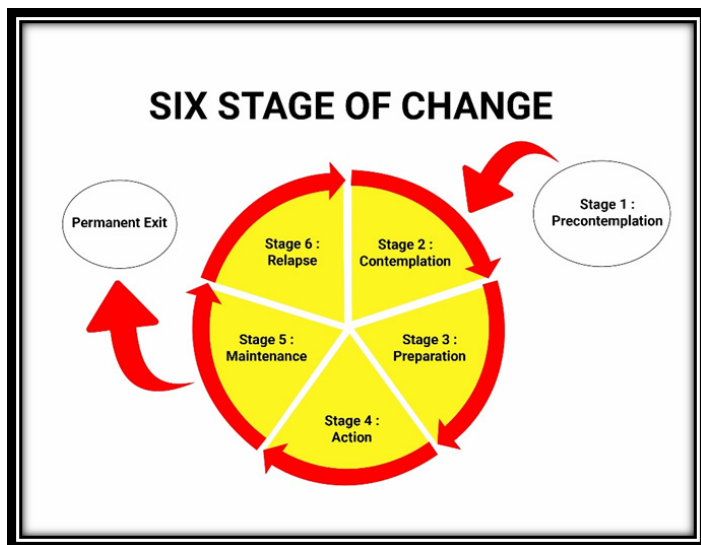 SIX STAGE OF CHANGE
Stage 1 :
Precontemplation
Permanent Exit
Stage 2 :
Contemplation
Stage 3 :
Preparation
Stage 4 :
Action
Stage 5 :
Maintenance
Stage 6 :
Relapse